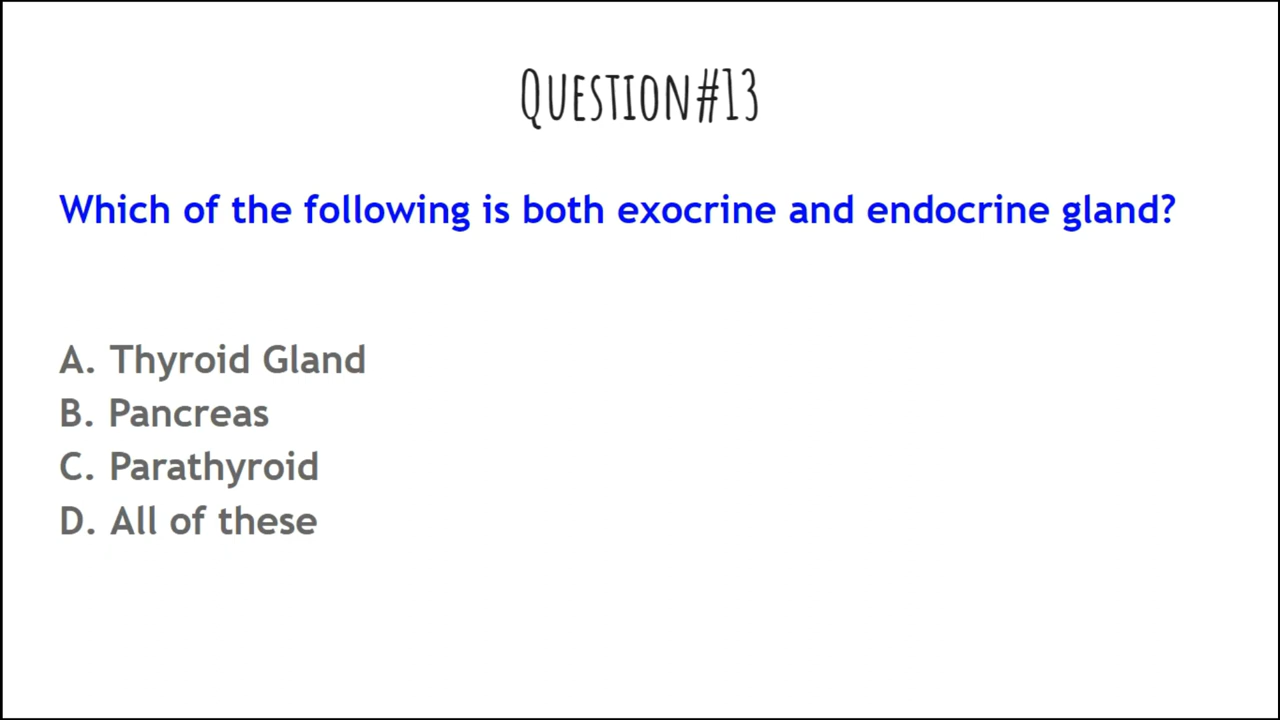 Question#13
Which of the following is both exocrine and endocrine gland?
A. Thyroid Gland
B. Pancreas
C. Parathyroid
D. All of these